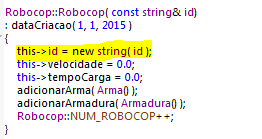 Robocop::Robocop( const string& id)
: dataCriacao( 1, 1, 2015 )
{
this->id = new string( id );
this->velocidade = 0.0;
this->tempoCarga = 0.0;
adicionarArma( Arma() );
adicionarArmadura( Armadura() );
Robocop::NUM_ROBOCOP++;